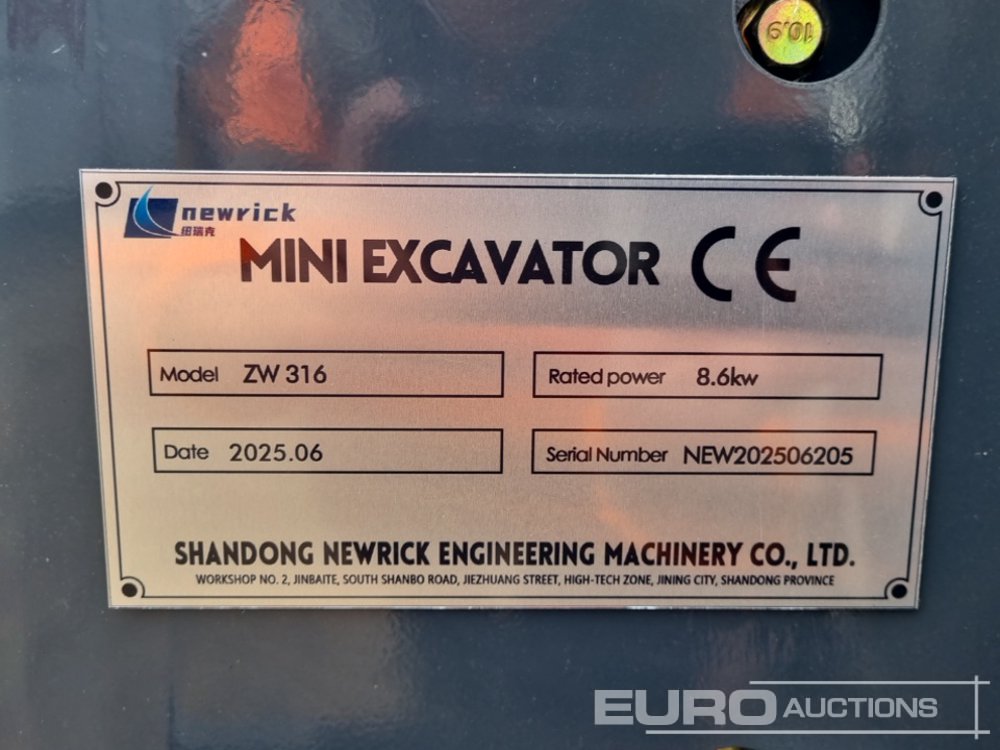 10.9
newrick
纽瑞克
MINI EXCAVATOR CE
Model ZW 316
Rated power 8.6kw
Date 2025.06
Serial Number NEW202506205
SHANDONG NEWRICK ENGINEERING MACHINERY CO., LTD.
WORKSHOP NO. 2, JINBAITE, SOUTH SHANBO ROAD, JIEZHUANG STREET, HIGH-TECH ZONE, JINING CITY, SHANDONG PROVINCE
EURO AUCTIONS